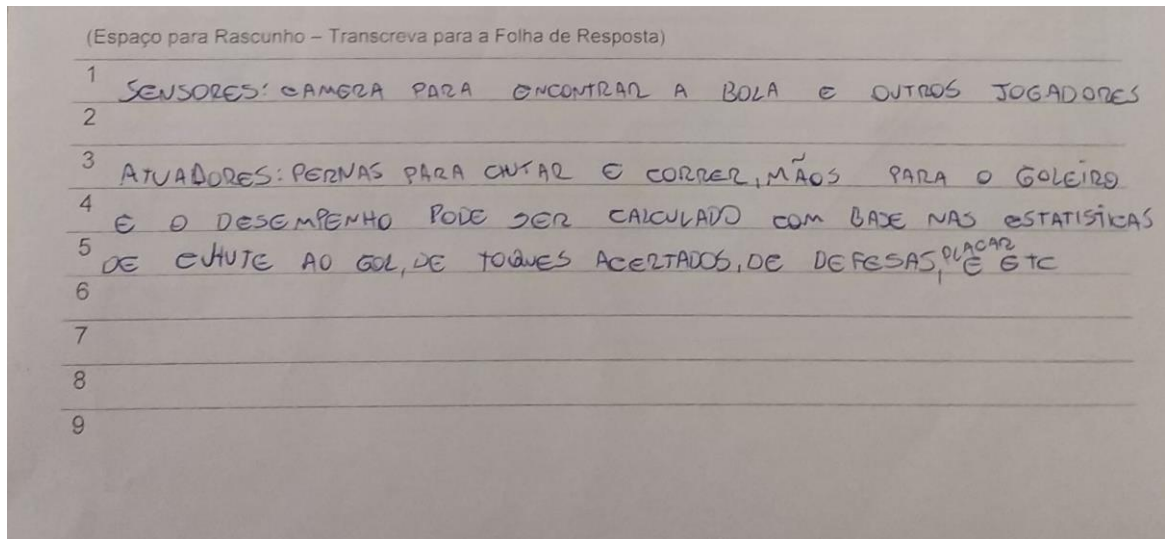 (Espaço para Rascunho – Transcreva para a Folha de Resposta)
1 SENSORES: CAMERA PARA ENCONTRAR A BOLA E OUTROS JOGADORES
2
3 ATUADORES: PERNAS PARA CHUTAR E CORRER, MÃOS PARA O GOLEIRO
4 E O DESEMPENHO PODE SER CALCULADO COM BASE NAS ESTATISTICAS
5 DE CHUTE AO GOL, DE TOQUES ACERTADOS, DE DEFESAS, PLACAR E ETC
6
7
8
9